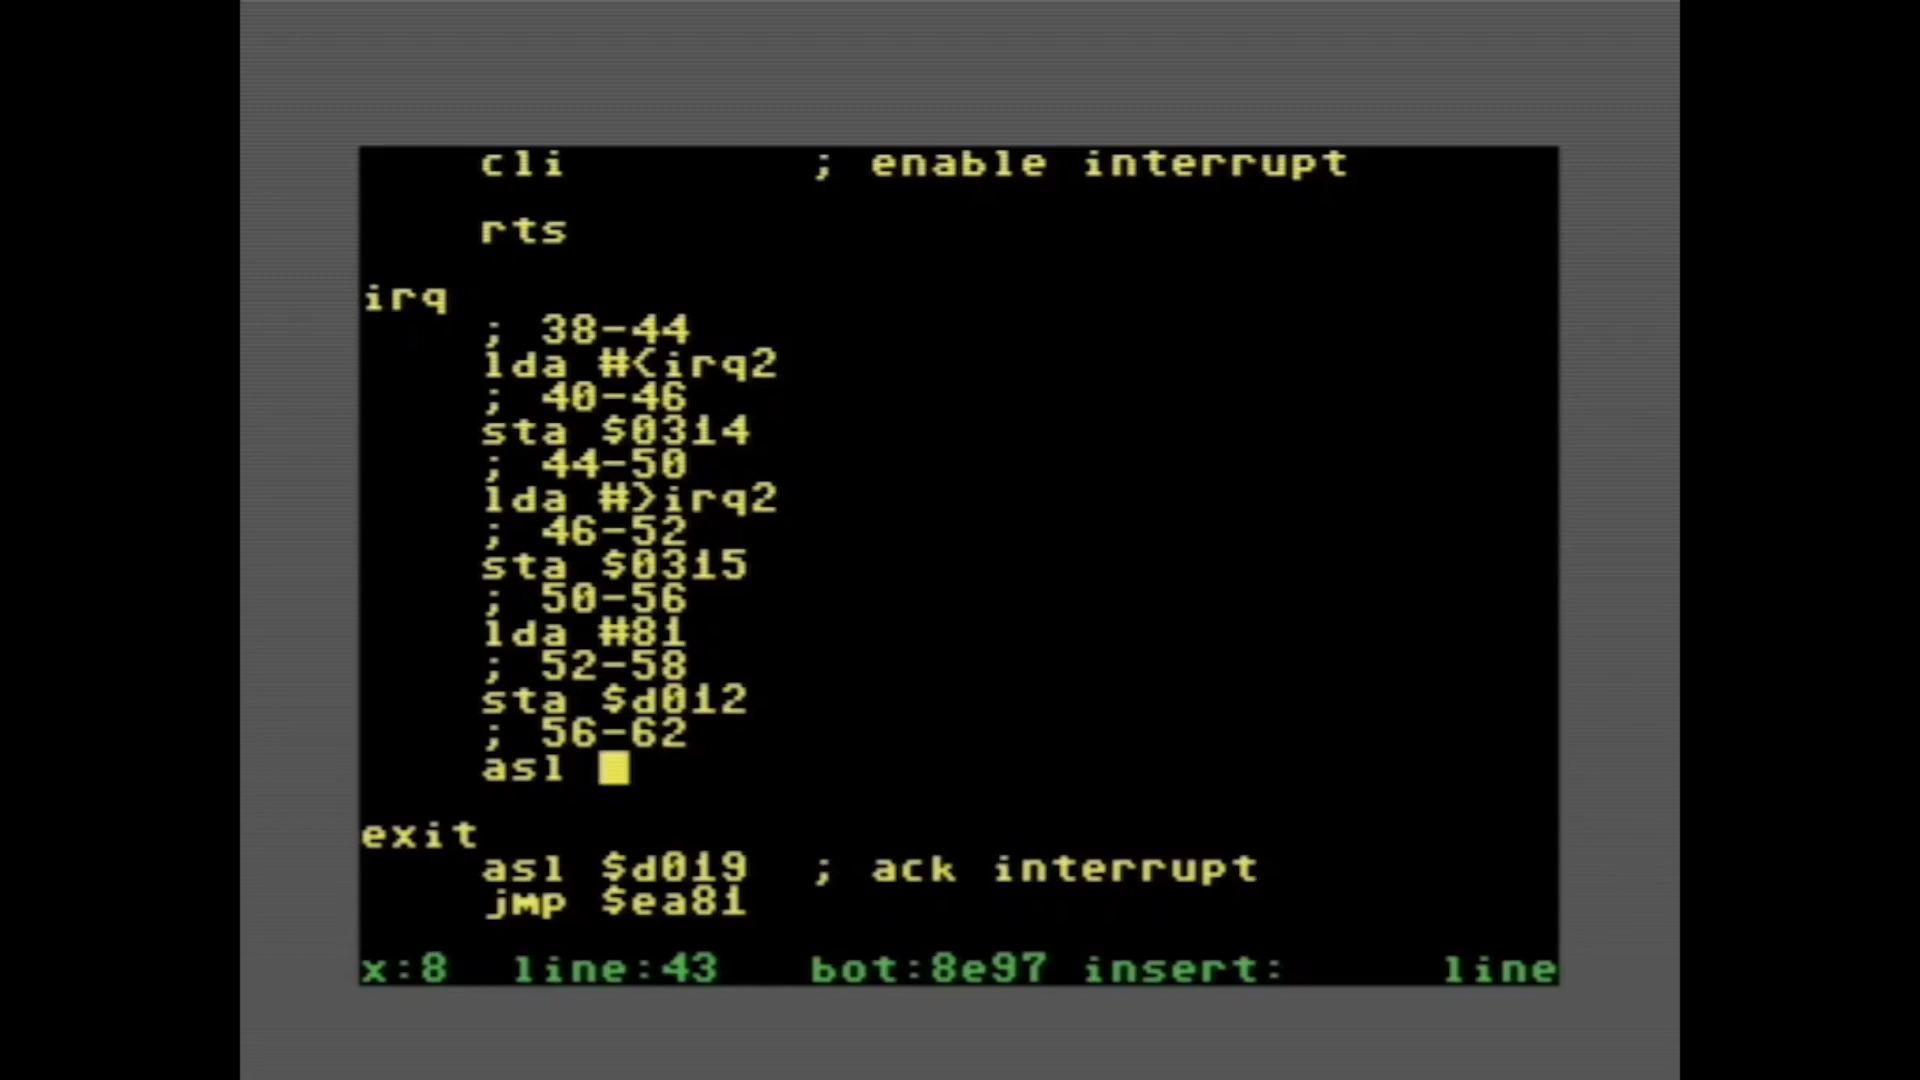 cli ; enable interrupt
rts
irq
; 38-44
lda #<irq2
; 40-46
sta $0314
; 44-50
lda #>irq2
; 46-52
sta $0315
; 50-56
lda #81
; 52-58
sta $d012
; 56-62
asl
exit
asl $d019 ; ack interrupt
jmp $ea81
x:8 line:43 bot:8e97 insert: line